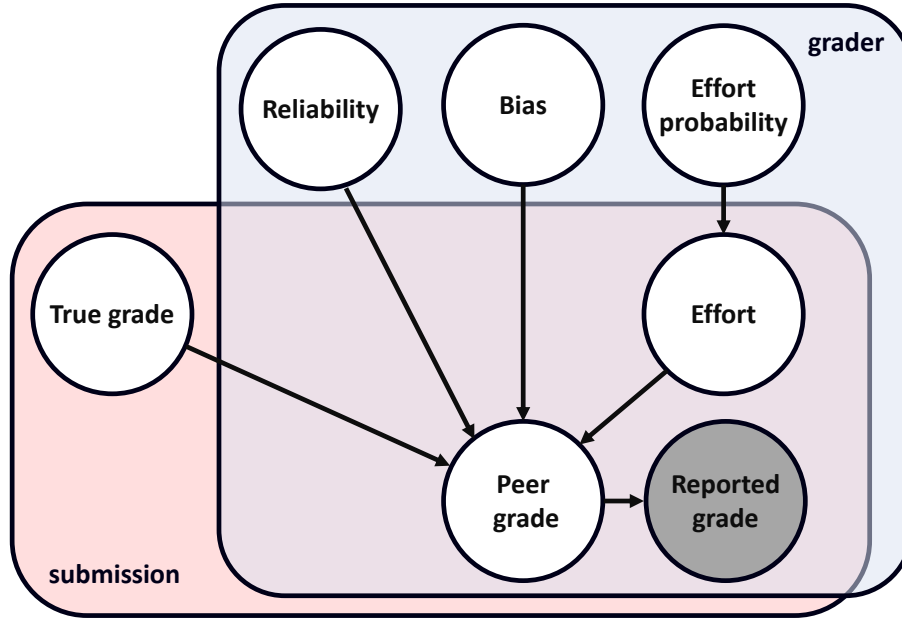 grader
Reliability
Bias
Effort
probability
True grade
Effort
Peer
grade
Reported
grade
submission